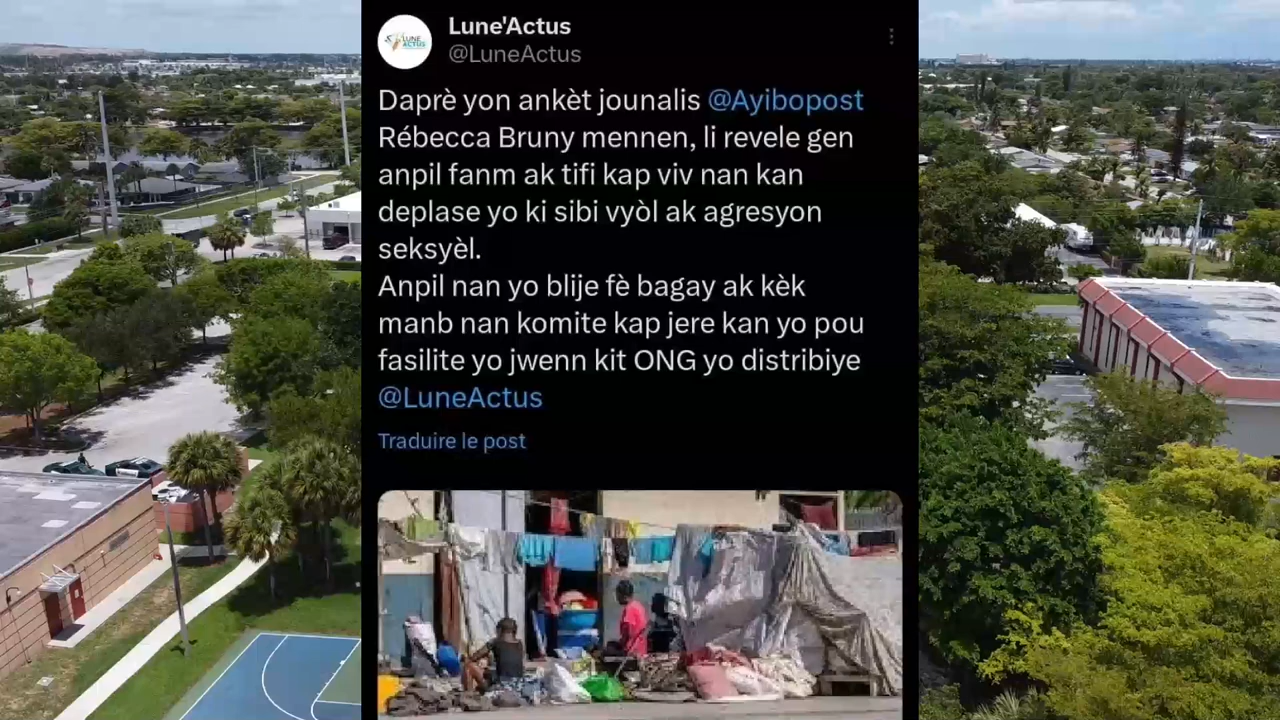 LUNE
ACTUS
Lune'Actus
@LuneActus
Daprè yon ankèt jounalis @Ayibopost
Rébecca Bruny mennen, li revele gen
anpil fanm ak tifi kap viv nan kan
deplase yo ki sibi vyòl ak agresyon
seksyèl.
Anpil nan yo blije fè bagay ak kèk
manb nan komite kap jere kan yo pou
fasilite yo jwenn kit ONG yo distribiye
@LuneActus
Traduire le post